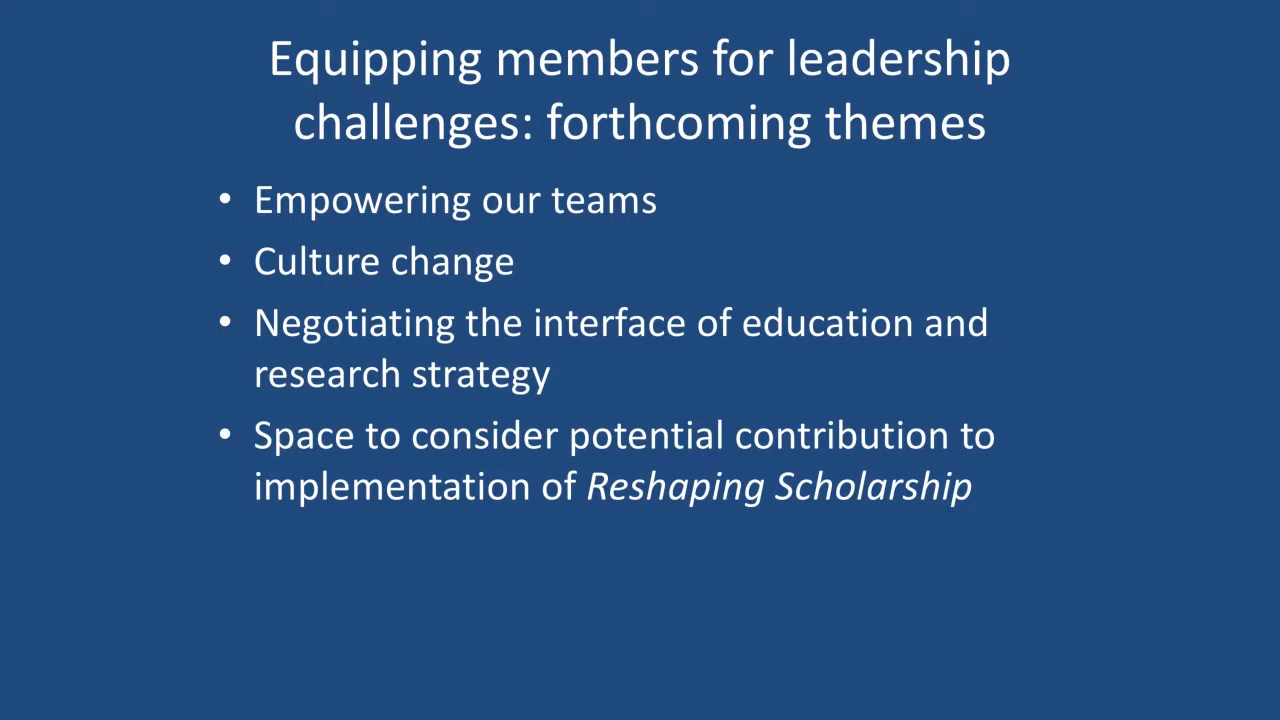 Equipping members for leadership
challenges: forthcoming themes
• Empowering our teams
• Culture change
• Negotiating the interface of education and
research strategy
• Space to consider potential contribution to
implementation of Reshaping Scholarship